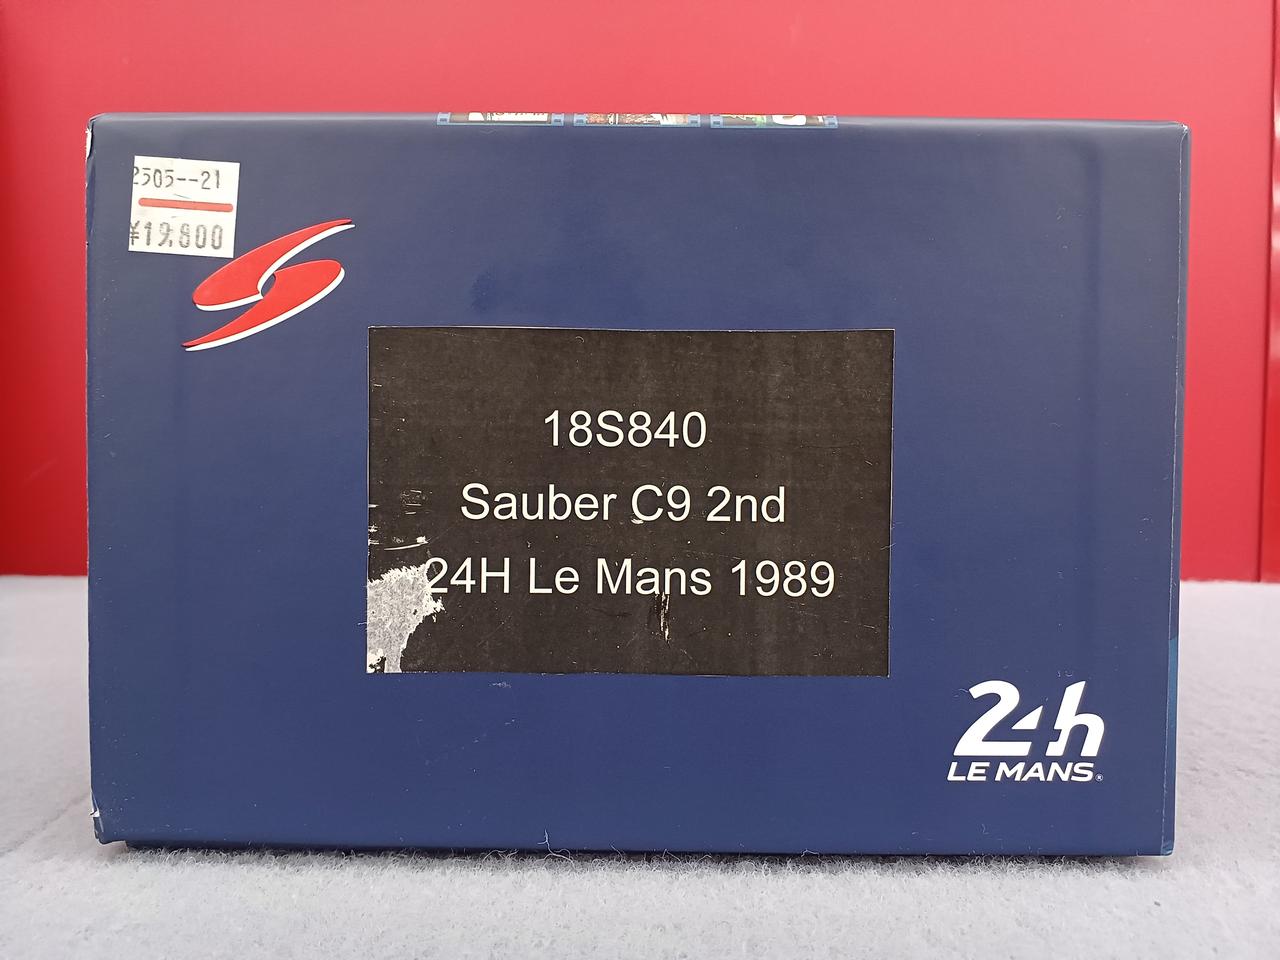 2505--21
¥19,800
18S840
Sauber C9 2nd
24H Le Mans 1989
24h
LE MANS®